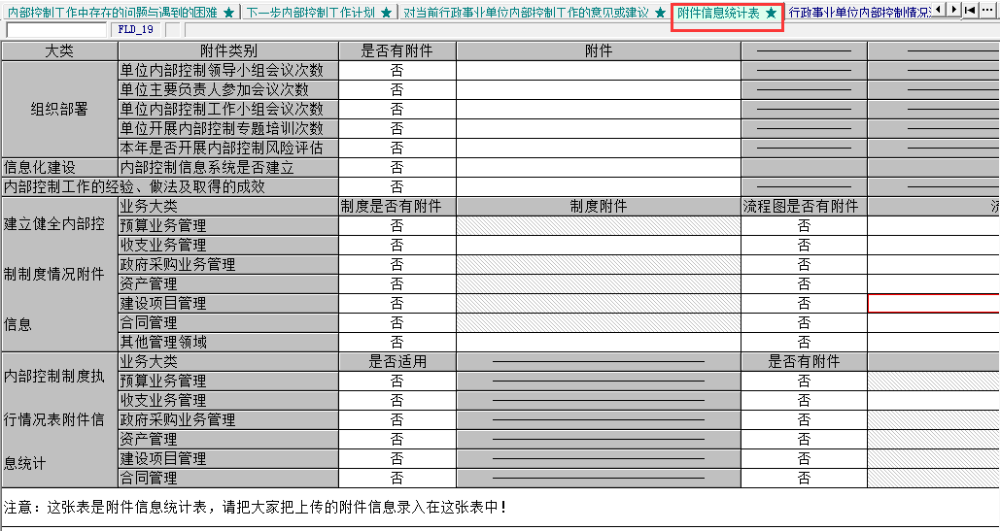 内部控制工作中存在的问题与遇到的困难 ★ 下一步内部控制工作计划 ★ 对当前行政事业单位内部控制工作的意见或建议 ★ 附件信息统计表 ★ 行政事业单位内部控制情况
FLD_19
大类 附件类别 是否有附件 附件
组织部署
单位内部控制领导小组会议次数 否
单位主要负责人参加会议次数 否
单位内部控制工作小组会议次数 否
单位开展内部控制专题培训次数 否
本年是否开展内部控制风险评估 否
信息化建设 内部控制信息系统是否建立 否
内部控制工作的经验、做法及取得的成效 否
建立健全内部控
制制度情况附件
信息
业务大类 制度是否有附件 制度附件 流程图是否有附件
预算业务管理 否 否
收支业务管理 否 否
政府采购业务管理 否 否
资产管理 否 否
建设项目管理 否 否
合同管理 否 否
其他管理领域 否 否
内部控制制度执
行情况表附件信
息统计
业务大类 是否适用 是否有附件
预算业务管理 否 否
收支业务管理 否 否
政府采购业务管理 否 否
资产管理 否 否
建设项目管理 否 否
合同管理 否 否
注意：这张表是附件信息统计表，请把大家把上传的附件信息录入在这张表中！